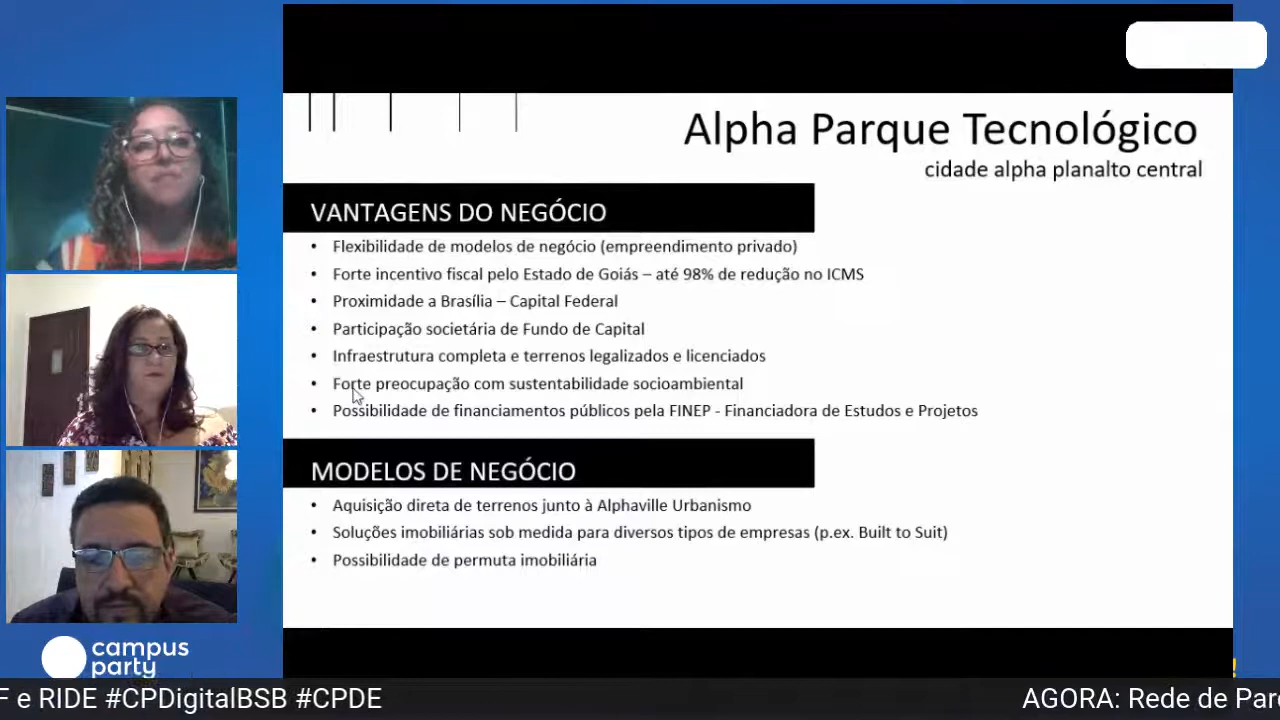 Alpha Parque Tecnológico
cidade alpha planalto central
VANTAGENS DO NEGÓCIO
• Flexibilidade de modelos de negócio (empreendimento privado)
• Forte incentivo fiscal pelo Estado de Goiás – até 98% de redução no ICMS
• Proximidade a Brasília – Capital Federal
• Participação societária de Fundo de Capital
• Infraestrutura completa e terrenos legalizados e licenciados
• Forte preocupação com sustentabilidade socioambiental
• Possibilidade de financiamentos públicos pela FINEP - Financiadora de Estudos e Projetos
MODELOS DE NEGÓCIO
• Aquisição direta de terrenos junto à Alphaville Urbanismo
• Soluções imobiliárias sob medida para diversos tipos de empresas (p.ex. Built to Suit)
• Possibilidade de permuta imobiliária
campus
party
F e RIDE #CPDigitalBSB #CPDE
AGORA: Rede de Par